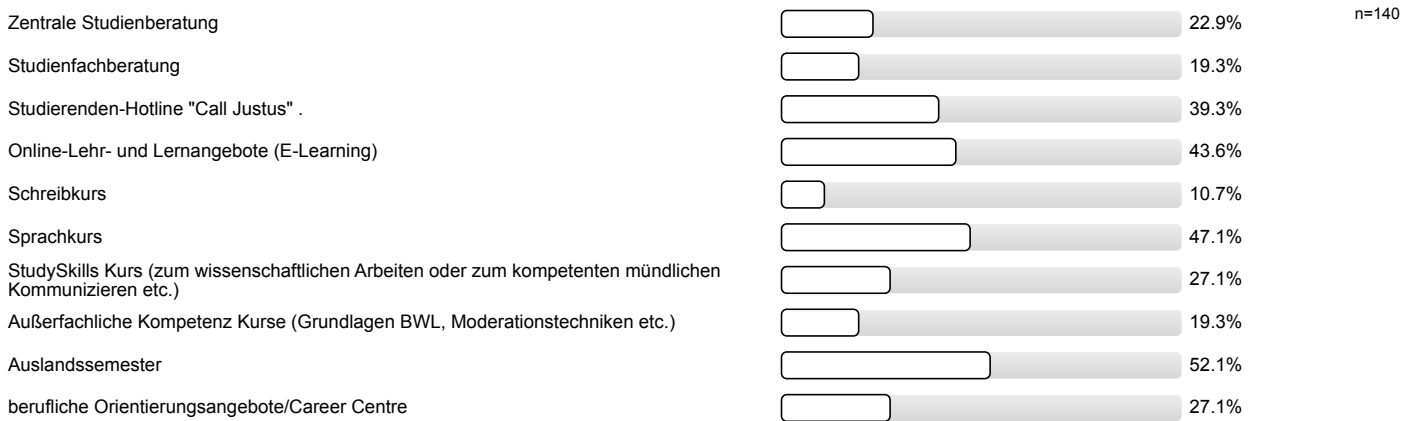 Zentrale Studienberatung 22.9% n=140
Studienfachberatung 19.3%
Studierenden-Hotline "Call Justus" . 39.3%
Online-Lehr- und Lernangebote (E-Learning) 43.6%
Schreibkurs 10.7%
Sprachkurs 47.1%
StudySkills Kurs (zum wissenschaftlichen Arbeiten oder zum kompetenten mündlichen
Kommunizieren etc.) 27.1%
Außerfachliche Kompetenz Kurse (Grundlagen BWL, Moderationstechniken etc.) 19.3%
Auslandssemester 52.1%
berufliche Orientierungsangebote/Career Centre 27.1%